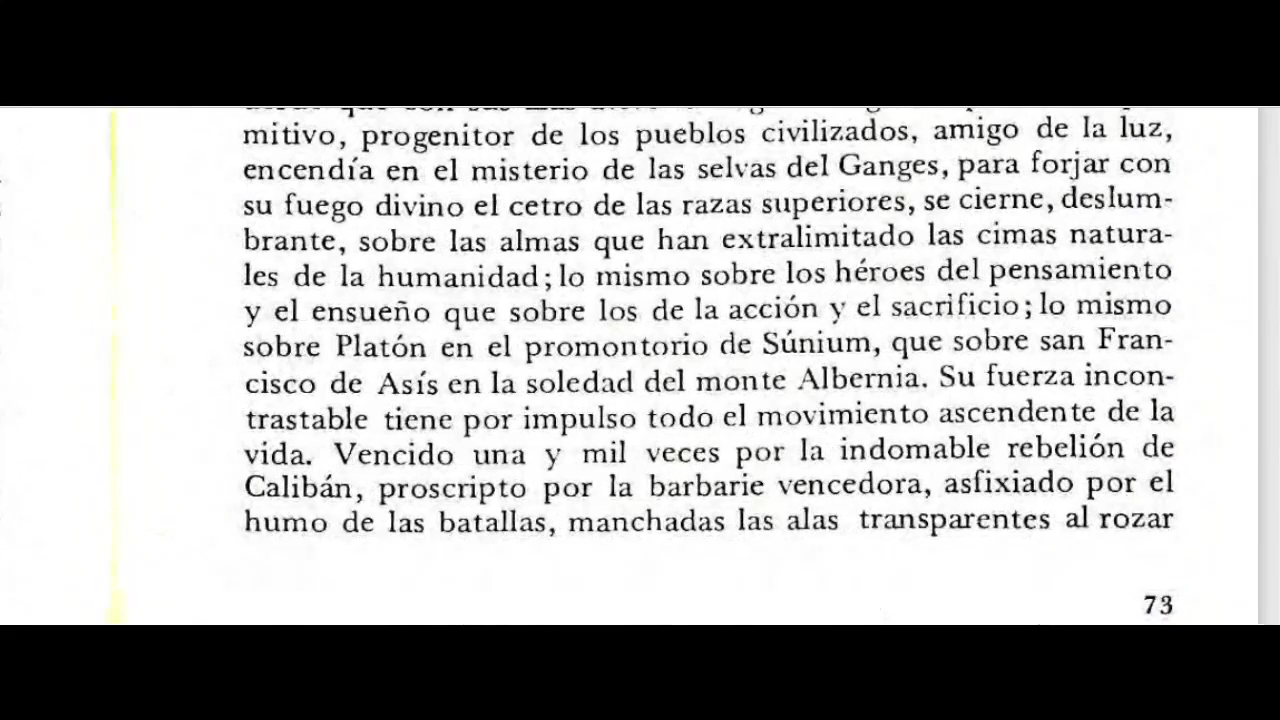 mitivo, progenitor de los pueblos civilizados, amigo de la luz,
encendía en el misterio de las selvas del Ganges, para forjar con
su fuego divino el cetro de las razas superiores, se cierne, deslum-
brante, sobre las almas que han extralimitado las cimas natura-
les de la humanidad; lo mismo sobre los héroes del pensamiento
y el ensueño que sobre los de la acción y el sacrificio; lo mismo
sobre Platón en el promontorio de Súnium, que sobre san Fran-
cisco de Asís en la soledad del monte Albernia. Su fuerza incon-
trastable tiene por impulso todo el movimiento ascendente de la
vida. Vencido una y mil veces por la indomable rebelión de
Calibán, proscripto por la barbarie vencedora, asfixiado por el
humo de las batallas, manchadas las alas transparentes al rozar
73